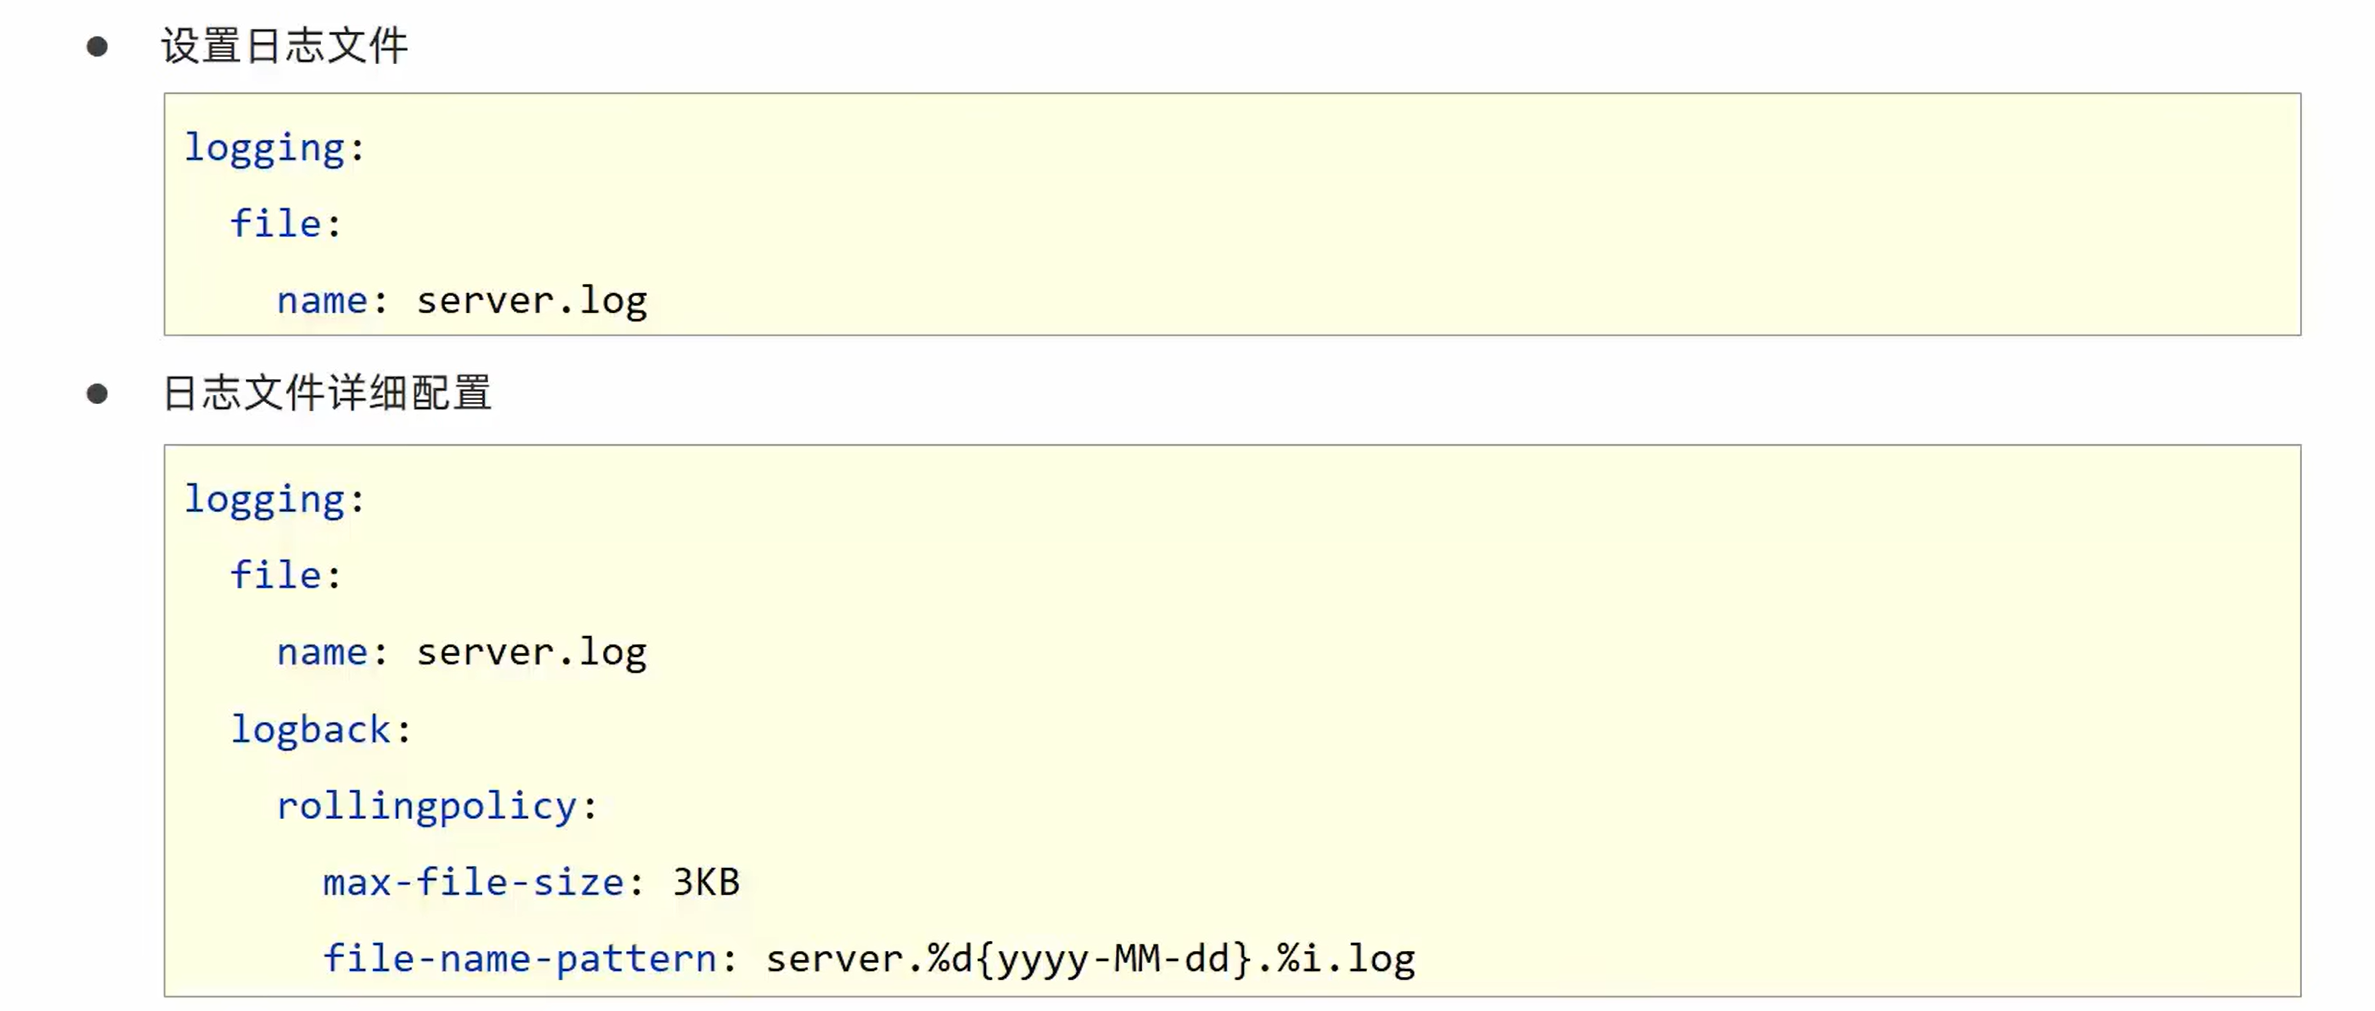 ● 设置日志文件
logging:
  file:
    name: server.log
● 日志文件详细配置
logging:
  file:
    name: server.log
  logback:
    rollingpolicy:
      max-file-size: 3KB
      file-name-pattern: server.%d{yyyy-MM-dd}.%i.log